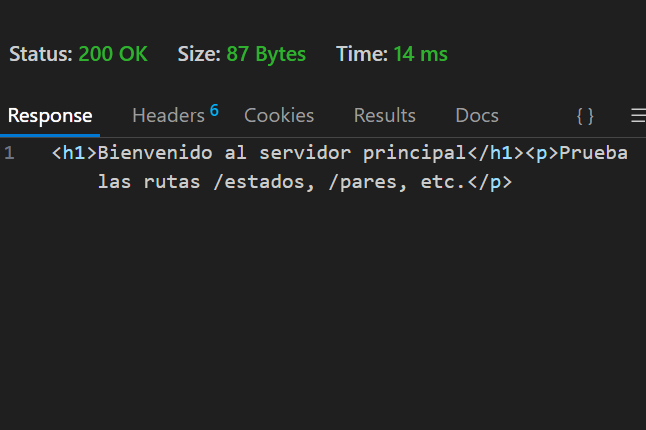 Status: 200 OK Size: 87 Bytes Time: 14 ms
Response Headers 6 Cookies Results Docs { }
1 <h1>Bienvenido al servidor principal</h1><p>Prueba
las rutas /estados, /pares, etc.</p>